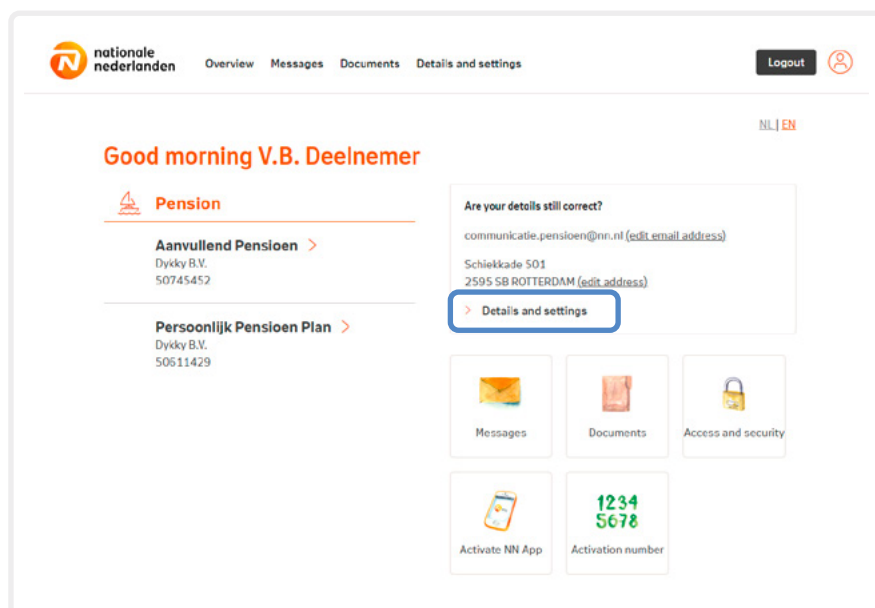 nationale
nederlanden
Overview Messages Documents Details and settings
Logout
NL | EN
Good morning V.B. Deelnemer
Pension
Aanvullend Pensioen >
Dykky B.V.
50745452
Persoonlijk Pensioen Plan >
Dykky B.V.
50611429
Are your details still correct?
communicatie.pensioen@nn.nl (edit email address)
Schiekkade 501
2595 SB ROTTERDAM (edit address)
> Details and settings
Messages
Documents
Access and security
1234
5678
Activate NN App
Activation number